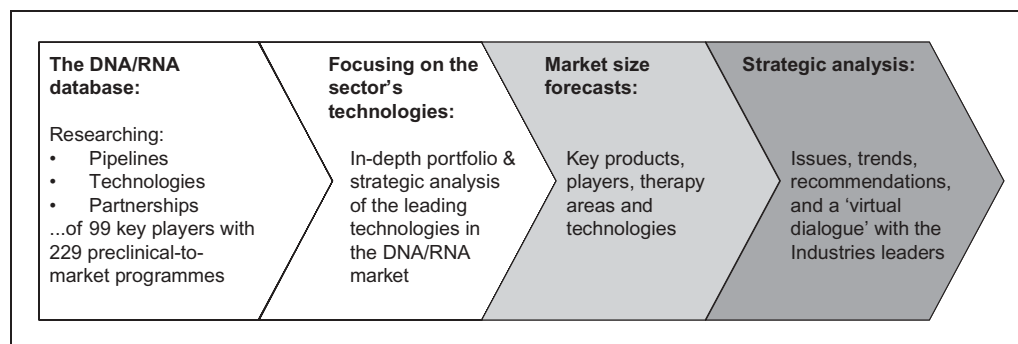 The DNA/RNA
database:
Researching:
• Pipelines
• Technologies
• Partnerships
...of 99 key players with
229 preclinical-to-
market programmes
Focusing on the
sector’s
technologies:
In-depth portfolio &
strategic analysis
of the leading
technologies in
the DNA/RNA
market
Market size
forecasts:
Key products,
players, therapy
areas and
technologies
Strategic analysis:
Issues, trends,
recommendations,
and a ‘virtual
dialogue’ with the
Industries leaders